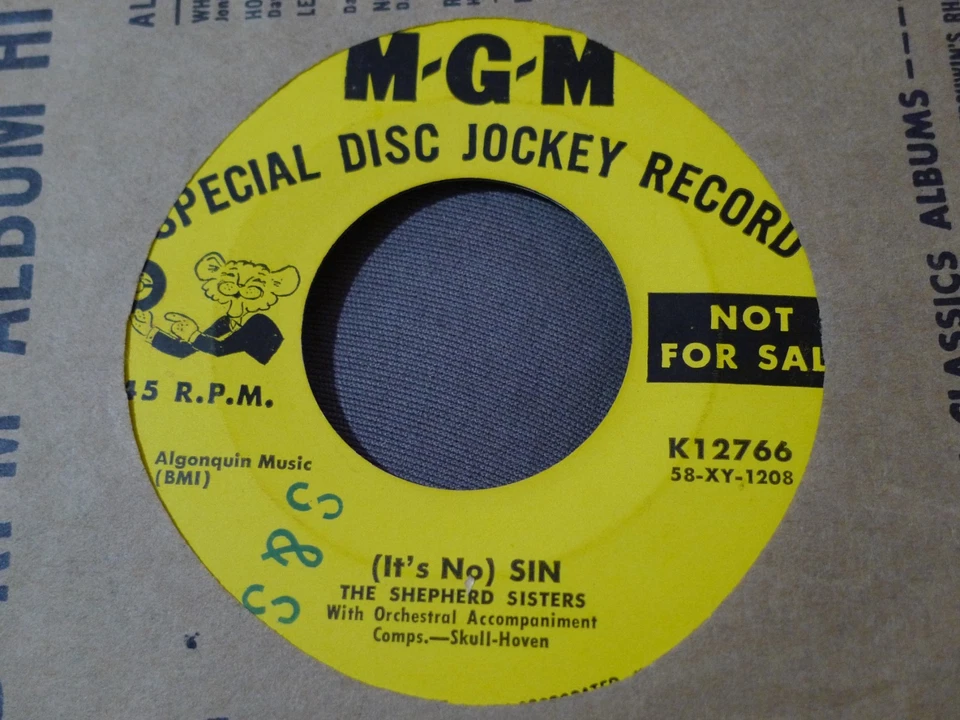 M-G-M
SPECIAL DISC JOCKEY RECORD
NOT
FOR SAL
45 R.P.M.
K12766
58-XY-1208
Algonquin Music
(BMI)
S & S
(It's No) SIN
THE SHEPHERD SISTERS
With Orchestral Accompaniment
Comps.—Skull-Hoven
CLASSICS ALBUMS
ALBUM HI